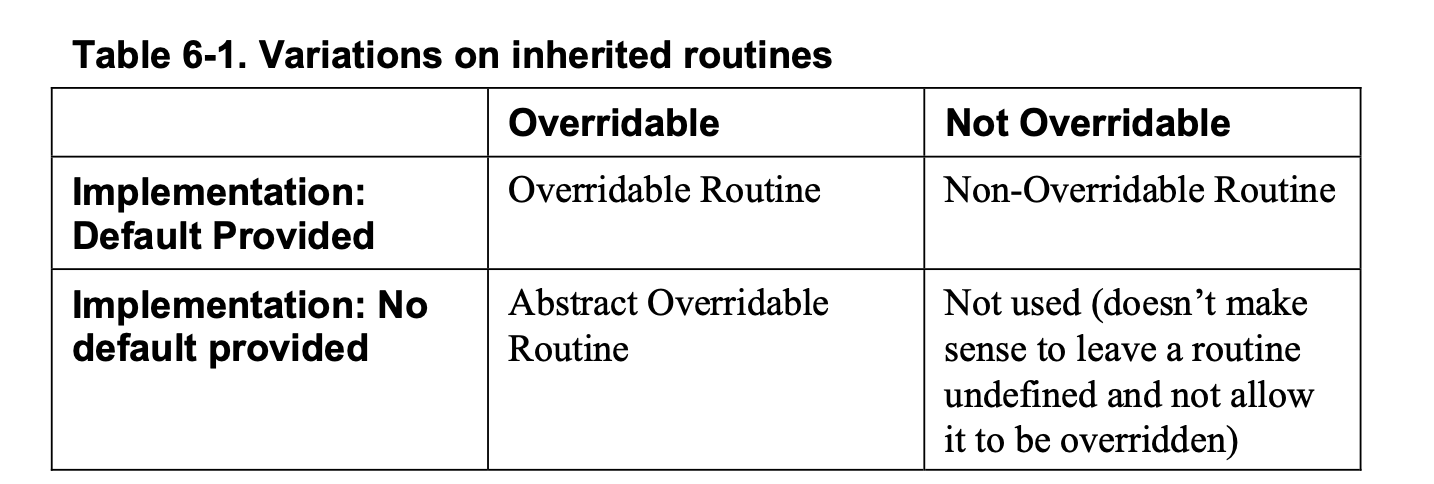 Table 6-1. Variations on inherited routines
Overridable
Not Overridable
Implementation:
Default Provided
Overridable Routine
Non-Overridable Routine
Implementation: No
default provided
Abstract Overridable
Routine
Not used (doesn’t make
sense to leave a routine
undefined and not allow
it to be overridden)